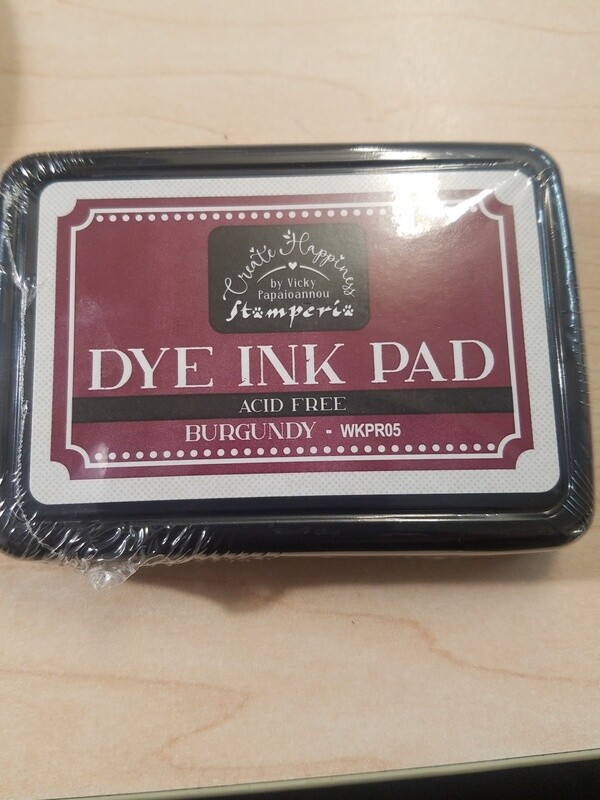 Create Happiness
by Vicky
Papaioannou
Stamperia
DYE INK PAD
ACID FREE
BURGUNDY - WKPR05